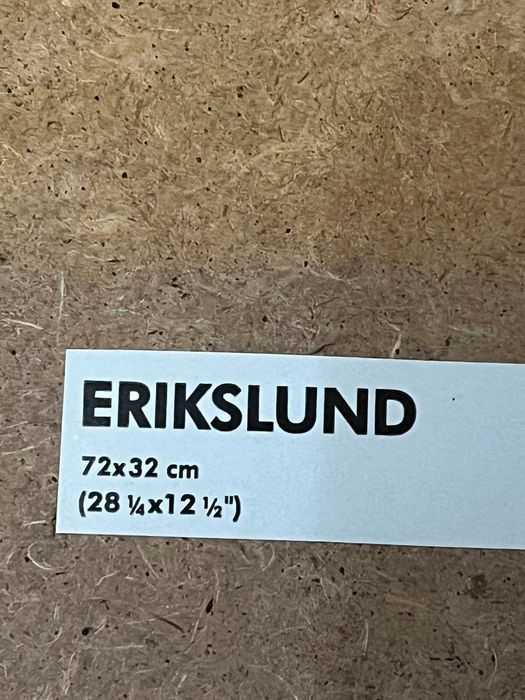 ERIKSLUND
72x32 cm
(28 ¼x12 ½")